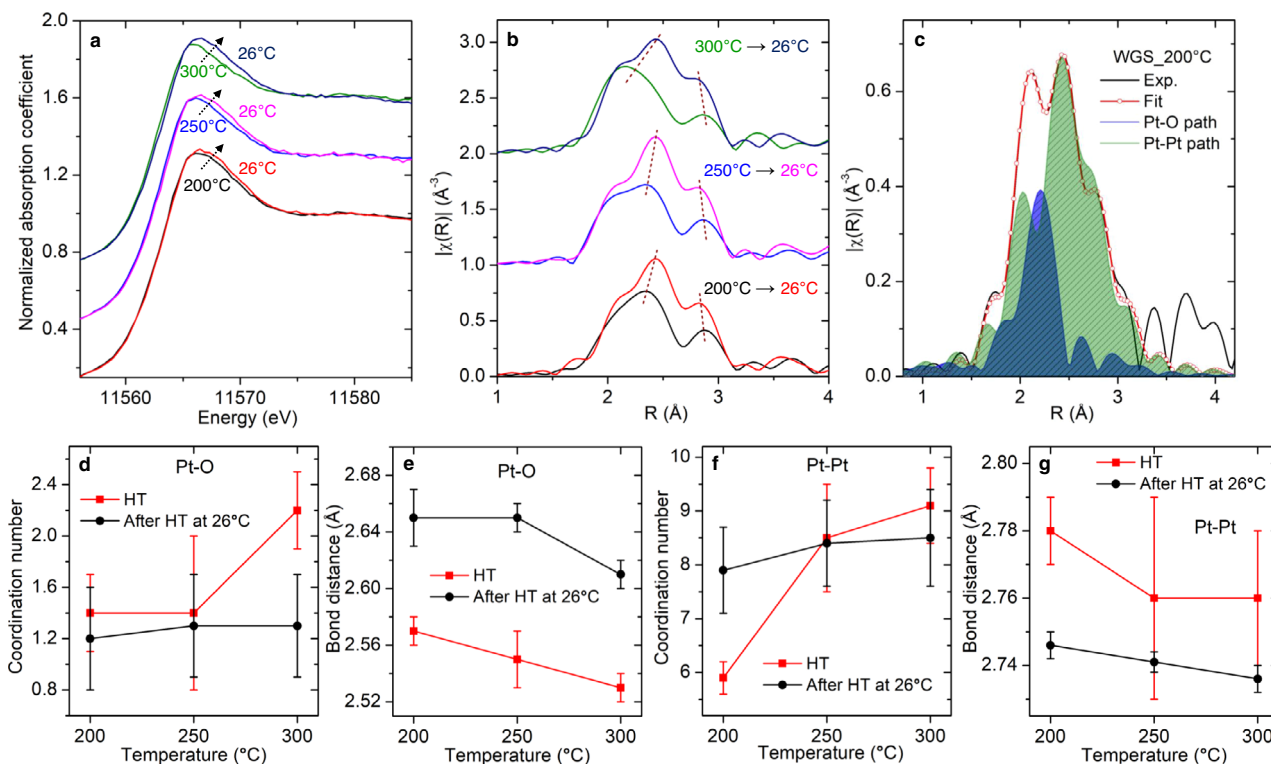 a
Normalized absorption coefficient
2.0
1.6
1.2
0.8
0.4
26°C
300°C
26°C
250°C
26°C
200°C
11560
11570
11580
Energy (eV)
b
|χ(R)| (Å⁻³)
3.0
2.0
1.0
0.0
300°C → 26°C
250°C → 26°C
200°C → 26°C
1
2
3
4
R (Å)
c
|χ(R)| (Å⁻³)
0.6
0.4
0.2
0.0
WGS_200°C
Exp.
Fit
Pt-O path
Pt-Pt path
1
2
3
4
R (Å)
d
Pt-O
Coordination number
2.4
2.0
1.6
1.2
0.8
HT
After HT at 26°C
200
250
300
Temperature (°C)
e
Pt-O
Bond distance (Å)
2.68
2.64
2.60
2.56
2.52
HT
After HT at 26°C
200
250
300
Temperature (°C)
f
Pt-Pt
Coordination number
10
9
8
7
6
HT
After HT at 26°C
200
250
300
Temperature (°C)
g
Bond distance (Å)
2.80
2.78
2.76
2.74
HT
After HT at 26°C
Pt-Pt
200
250
300
Temperature (°C)